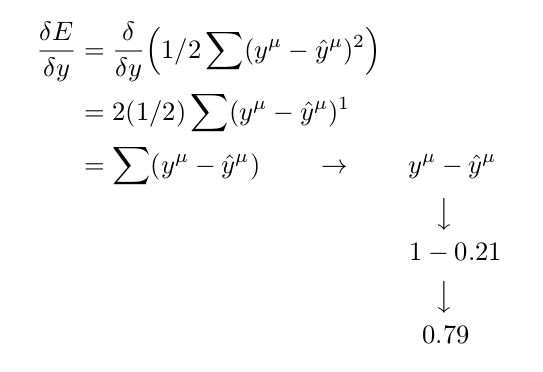 δE/δy = δ/δy (1/2 ∑(y^μ − ŷ^μ)²)
= 2(1/2) ∑(y^μ − ŷ^μ)¹
= ∑(y^μ − ŷ^μ) → y^μ − ŷ^μ
↓
1 − 0.21
↓
0.79